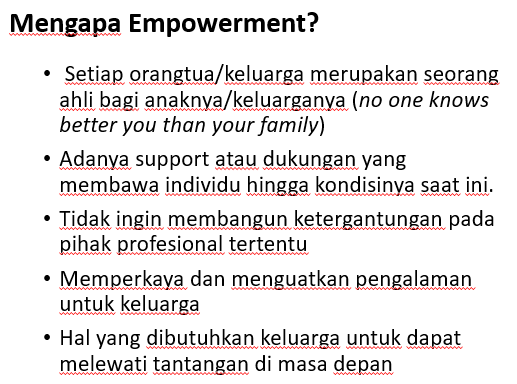 Mengapa Empowerment?
• Setiap orangtua/keluarga merupakan seorang
ahli bagi anaknya/keluarganya (no one knows
better you than your family)
• Adanya support atau dukungan yang
membawa individu hingga kondisinya saat ini.
• Tidak ingin membangun ketergantungan pada
pihak profesional tertentu
• Memperkaya dan menguatkan pengalaman
untuk keluarga
• Hal yang dibutuhkan keluarga untuk dapat
melewati tantangan di masa depan